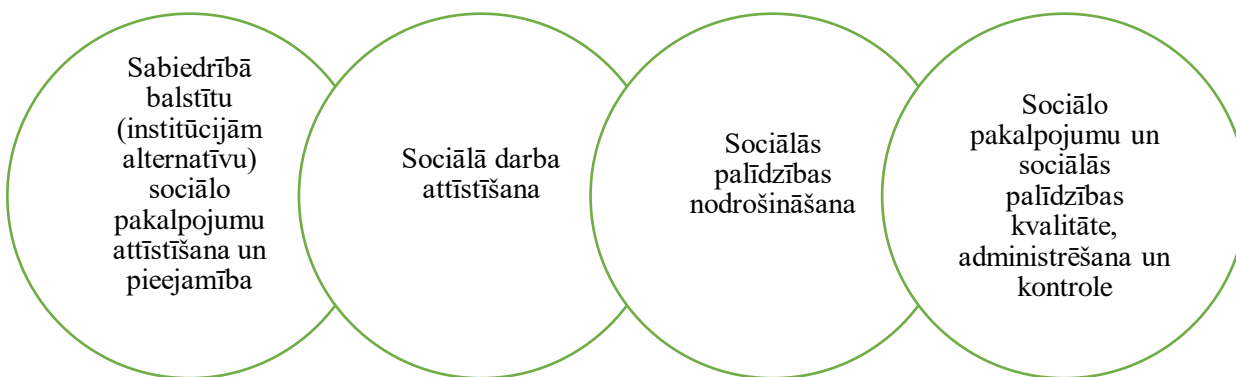 Sabiedrībā
balstītu
(institūcijām
alternatīvu)
sociālo
pakalpojumu
attīstīšana un
pieejamība
Sociālā darba
attīstīšana
Sociālās
palīdzības
nodrošināšana
Sociālo
pakalpojumu un
sociālās
palīdzības
kvalitāte,
administrēšana un
kontrole